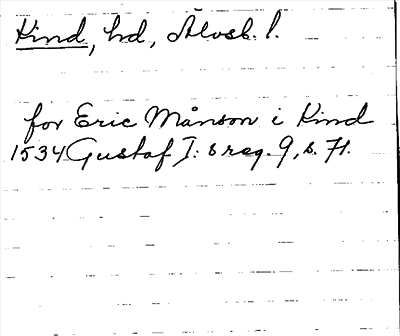 Kind, hd, Älvsb. l.
for Eric Månson i Kind
1534 Gustaf I:s reg. 9, s. 71.